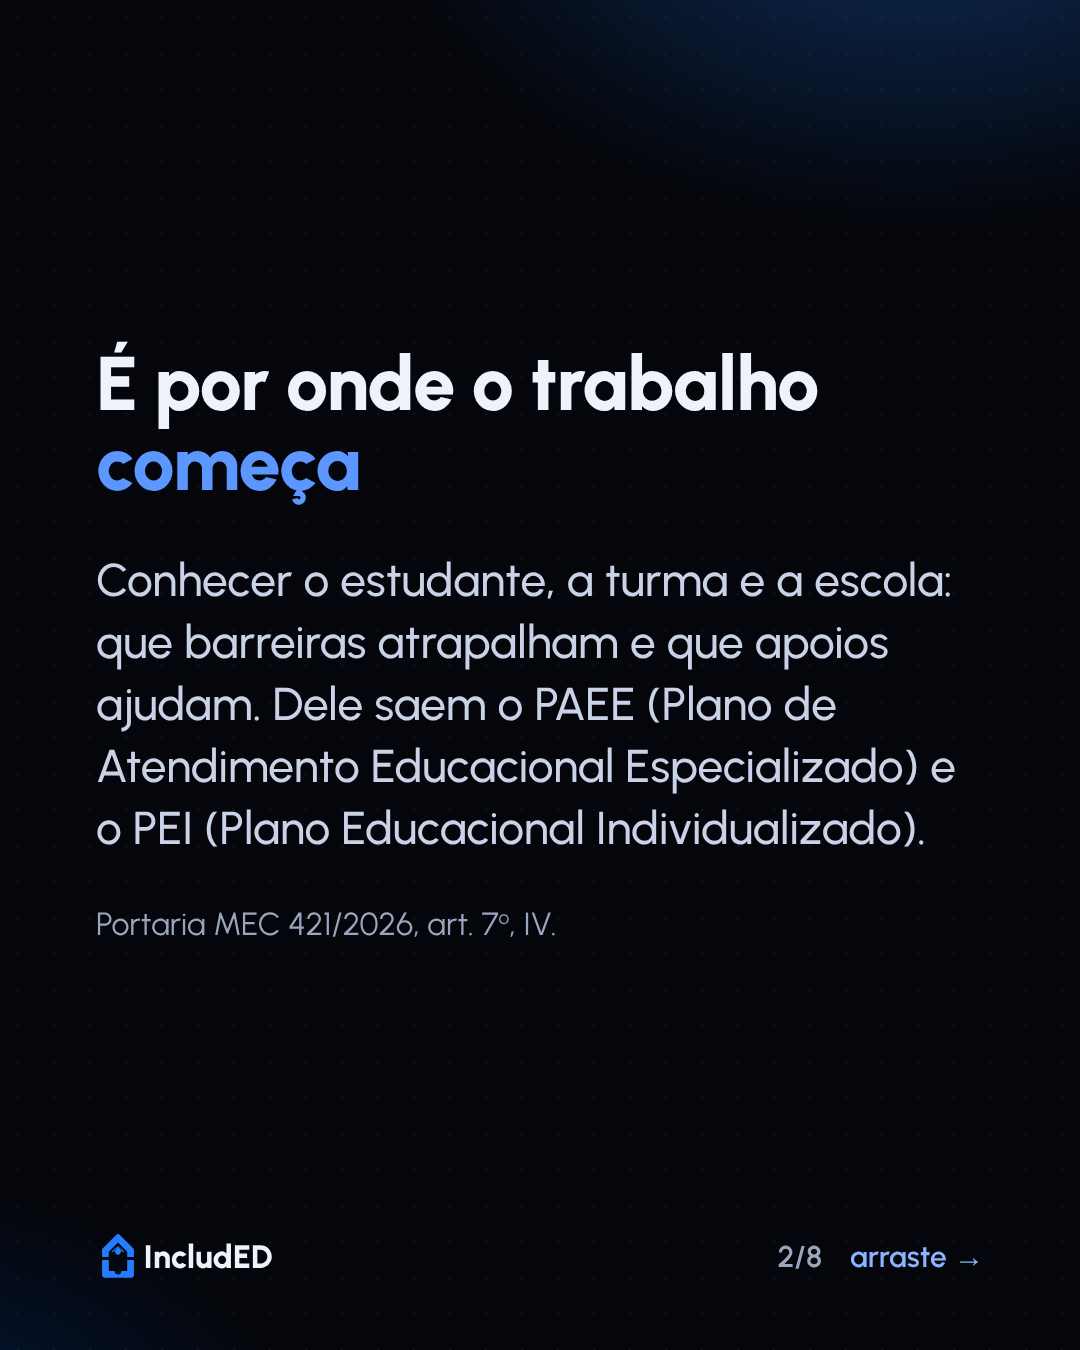 É por onde o trabalho
começa
Conhecer o estudante, a turma e a escola:
que barreiras atrapalham e que apoios
ajudam. Dele saem o PAEE (Plano de
Atendimento Educacional Especializado) e
o PEI (Plano Educacional Individualizado).
Portaria MEC 421/2026, art. 7º, IV.
IncludED
2/8 arraste →